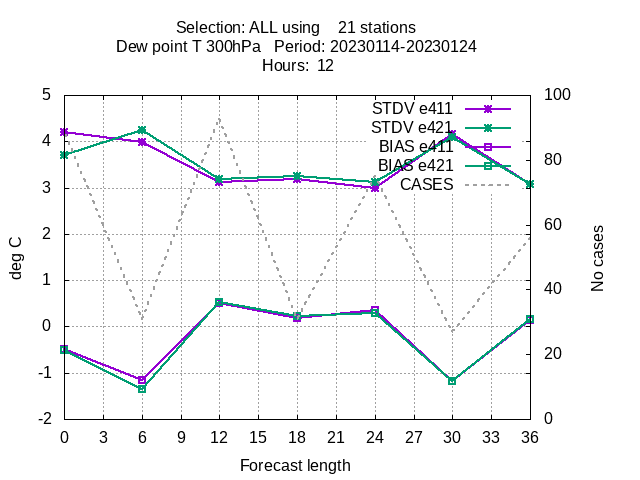 Selection: ALL using 21 stations
Dew point T 300hPa Period: 20230114-20230124
Hours: 12
STDV e411
STDV e421
BIAS e411
BIAS e421
CASES
5
4
3
2
1
0
-1
-2
deg C
100
80
60
40
20
0
No cases
0 3 6 9 12 15 18 21 24 27 30 33 36
Forecast length